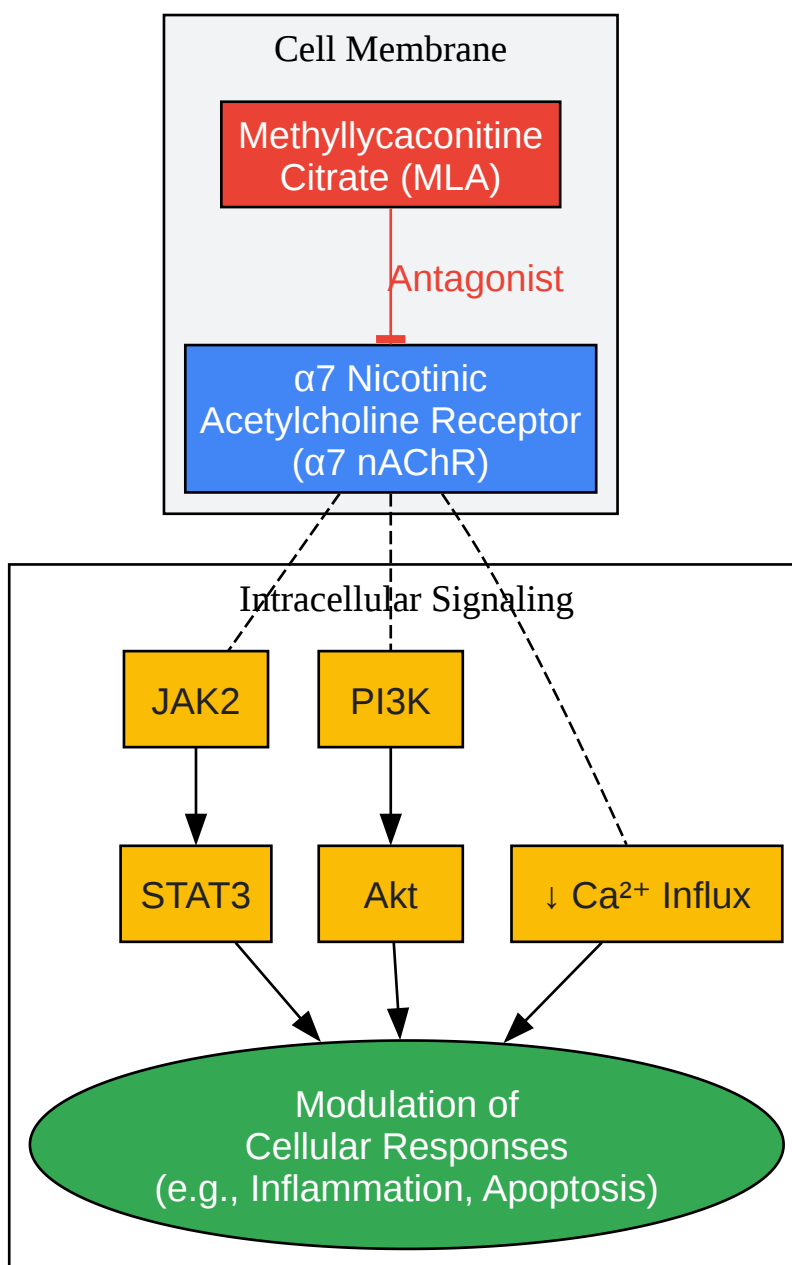 Cell Membrane
Methyllycaconitine
Citrate (MLA)
Antagonist
α7 Nicotinic
Acetylcholine Receptor
(α7 nAChR)
Intracellular Signaling
JAK2
PI3K
STAT3
Akt
↓ Ca²⁺ Influx
Modulation of
Cellular Responses
(e.g., Inflammation, Apoptosis)